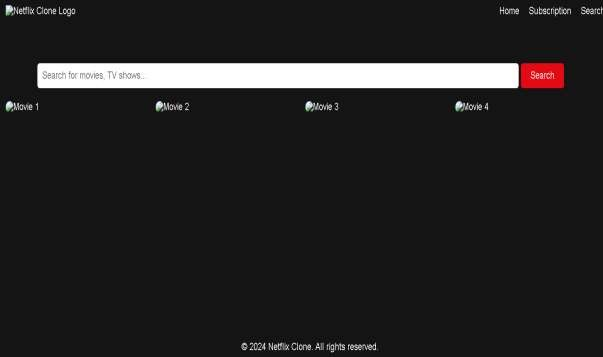 Netflix Clone Logo
Home Subscription Search
Search for movies, TV shows...
Search
Movie 1 Movie 2 Movie 3 Movie 4
© 2024 Netflix Clone. All rights reserved.